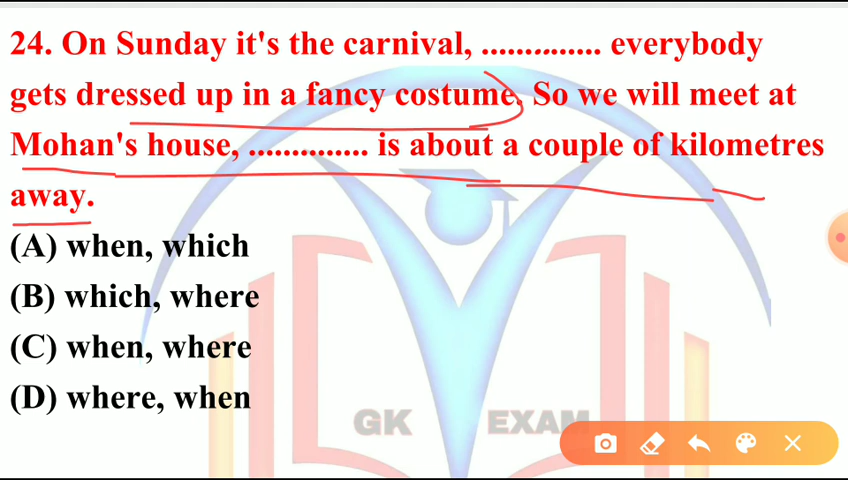 24. On Sunday it's the carnival, .............. everybody
gets dressed up in a fancy costume. So we will meet at
Mohan's house, .............. is about a couple of kilometres
away.
(A) when, which
(B) which, where
(C) when, where
(D) where, when
GK EXAM